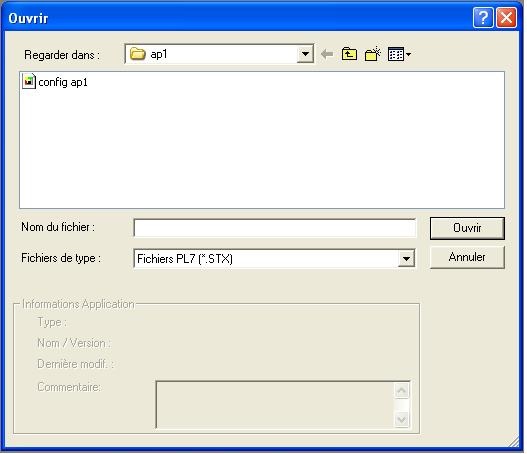 Ouvrir
Regarder dans :
ap1
config ap1
Nom du fichier :
Ouvrir
Fichiers de type :
Fichiers PL7 (*.STX)
Annuler
Informations Application
Type :
Nom / Version :
Dernière modif. :
Commentaire: